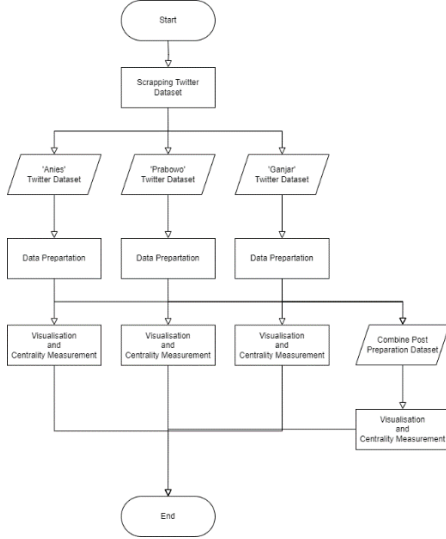 Start
Scrapping Twitter
Dataset
'Anies'
Twitter Dataset
'Prabowo'
Twitter Dataset
'Ganjar'
Twitter Dataset
Data Prepartation
Data Prepartation
Data Prepartation
Visualisation
and
Centrality Measurement
Visualisation
and
Centrality Measurement
Visualisation
and
Centrality Measurement
Combine Post
Preparation Dataset
Visualisation
and
Centrality Measurement
End